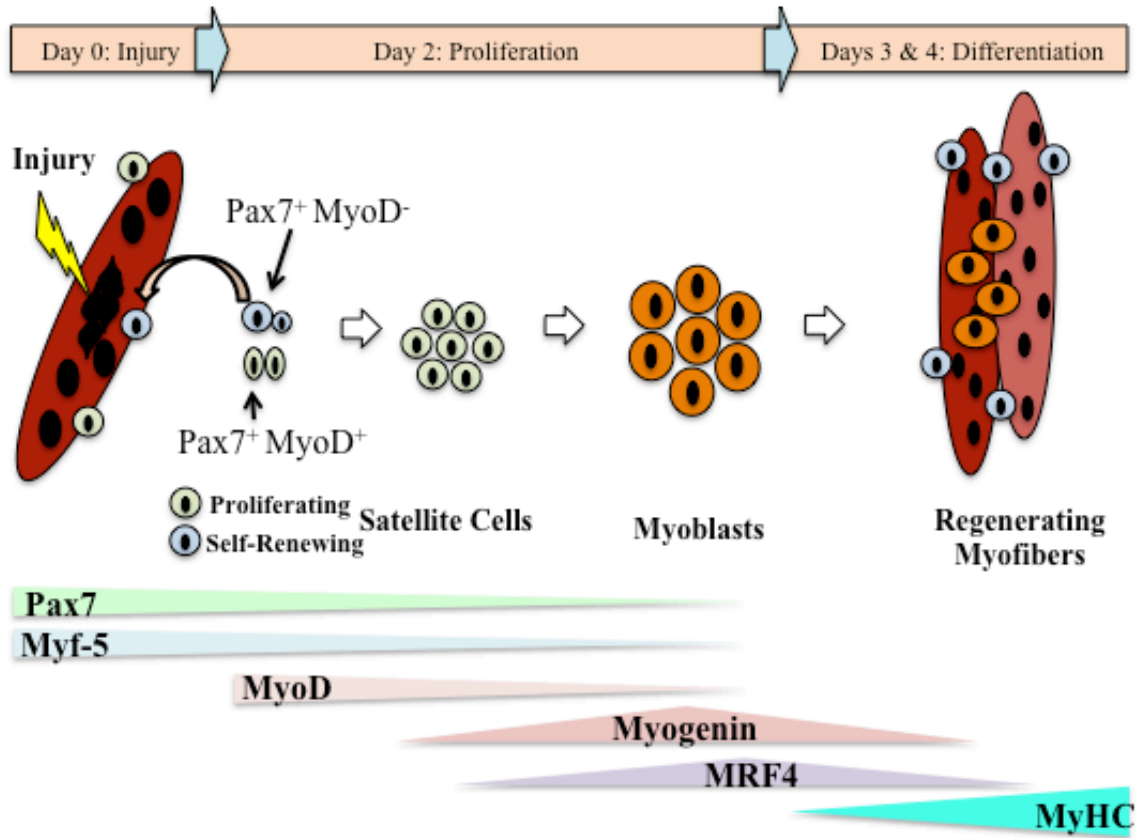 Day 0: Injury
Day 2: Proliferation
Days 3 & 4: Differentiation
Injury
Pax7⁺ MyoD⁻
Pax7⁺ MyoD⁺
Proliferating
Self-Renewing
Satellite Cells
Myoblasts
Regenerating
Myofibers
Pax7
Myf-5
MyoD
Myogenin
MRF4
MyHC